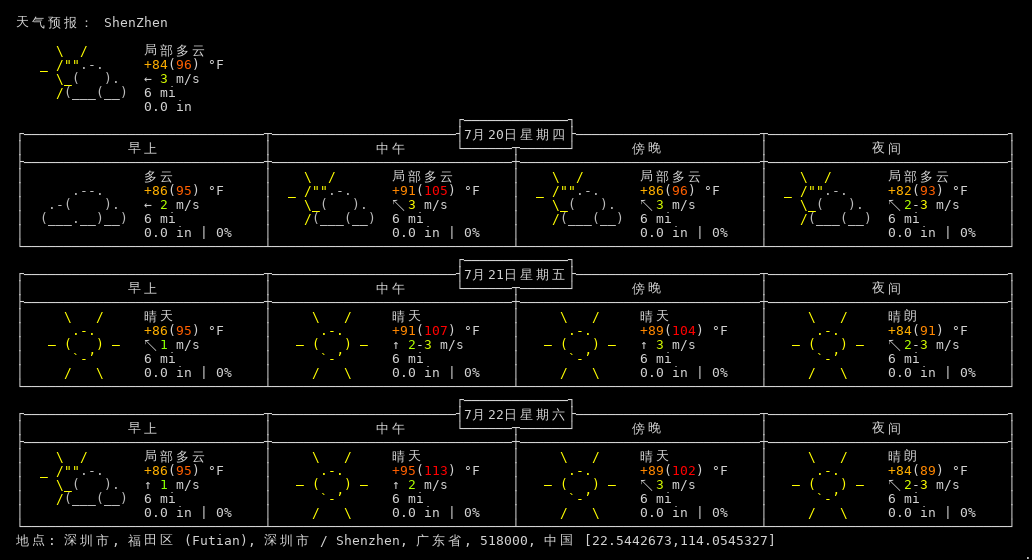 天气预报： ShenZhen
局部多云
+84(96) °F
← 3 m/s
6 mi
0.0 in
7月20日星期四
早上 中午 傍晚 夜间
多云 局部多云 局部多云 局部多云
+86(95) °F +91(105) °F +86(96) °F +82(93) °F
← 2 m/s ↖ 3 m/s ↖ 3 m/s ↖ 2-3 m/s
6 mi 6 mi 6 mi 6 mi
0.0 in | 0% 0.0 in | 0% 0.0 in | 0% 0.0 in | 0%
7月21日星期五
早上 中午 傍晚 夜间
晴天 晴天 晴天 晴朗
+86(95) °F +91(107) °F +89(104) °F +84(91) °F
↖ 1 m/s ↑ 2-3 m/s ↑ 3 m/s ↖ 2-3 m/s
6 mi 6 mi 6 mi 6 mi
0.0 in | 0% 0.0 in | 0% 0.0 in | 0% 0.0 in | 0%
7月22日星期六
早上 中午 傍晚 夜间
局部多云 晴天 晴天 晴朗
+86(95) °F +95(113) °F +89(102) °F +84(89) °F
↑ 1 m/s ↑ 2 m/s ↖ 3 m/s ↖ 2-3 m/s
6 mi 6 mi 6 mi 6 mi
0.0 in | 0% 0.0 in | 0% 0.0 in | 0% 0.0 in | 0%
地点: 深圳市, 福田区 (Futian), 深圳市 / Shenzhen, 广东省, 518000, 中国 [22.5442673,114.0545327]